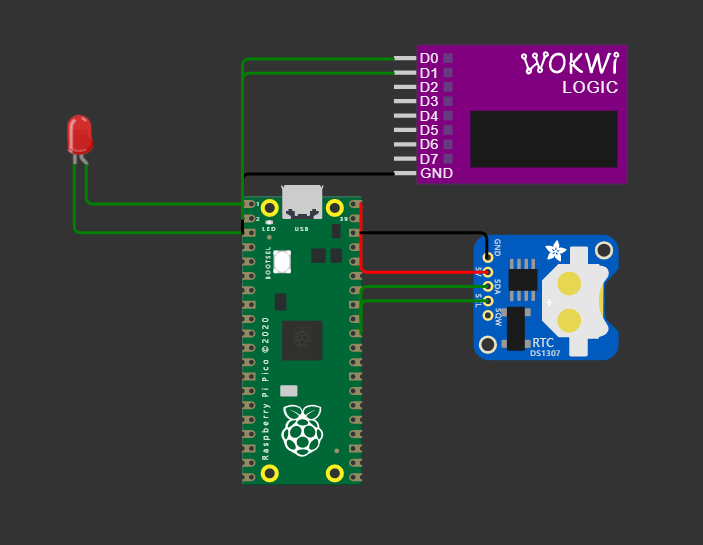 D0
WOKWi
D1
LOGIC
D2
D3
D4
D5
D6
D7
GND
1
2
39
LED
USB
BOOTSEL
Raspberry Pi Pico ©2020
GND
5V
SDA
SCL
SQW
+
RTC
DS1307